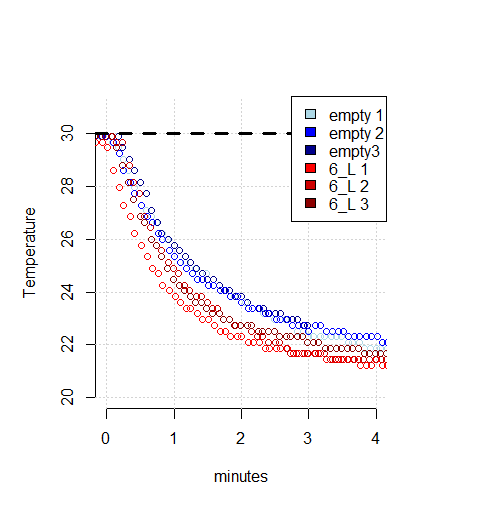 empty 1
empty 2
empty3
6_L 1
6_L 2
6_L 3
Temperature
30
28
26
24
22
20
0 1 2 3 4
minutes